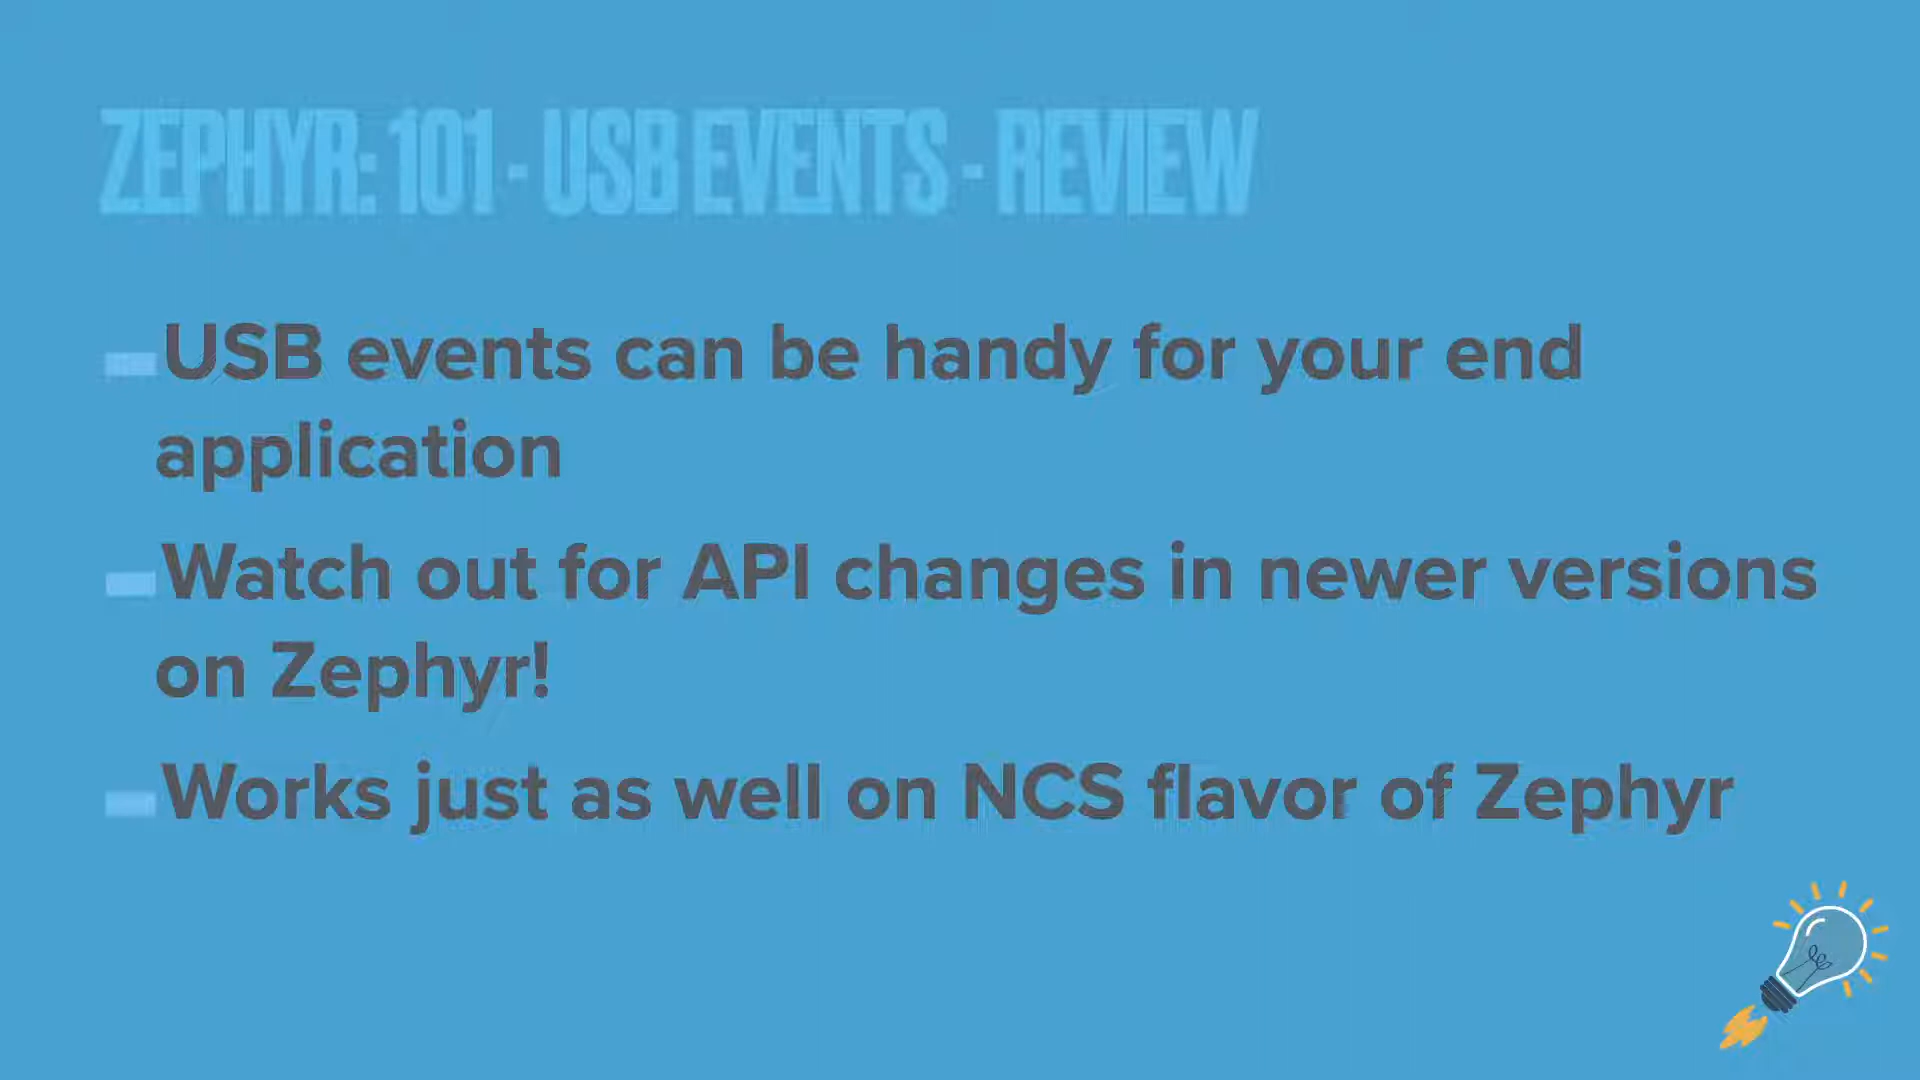 ZEPHYR: 101 - USB EVENTS - REVIEW
USB events can be handy for your end
application
Watch out for API changes in newer versions
on Zephyr!
Works just as well on NCS flavor of Zephyr